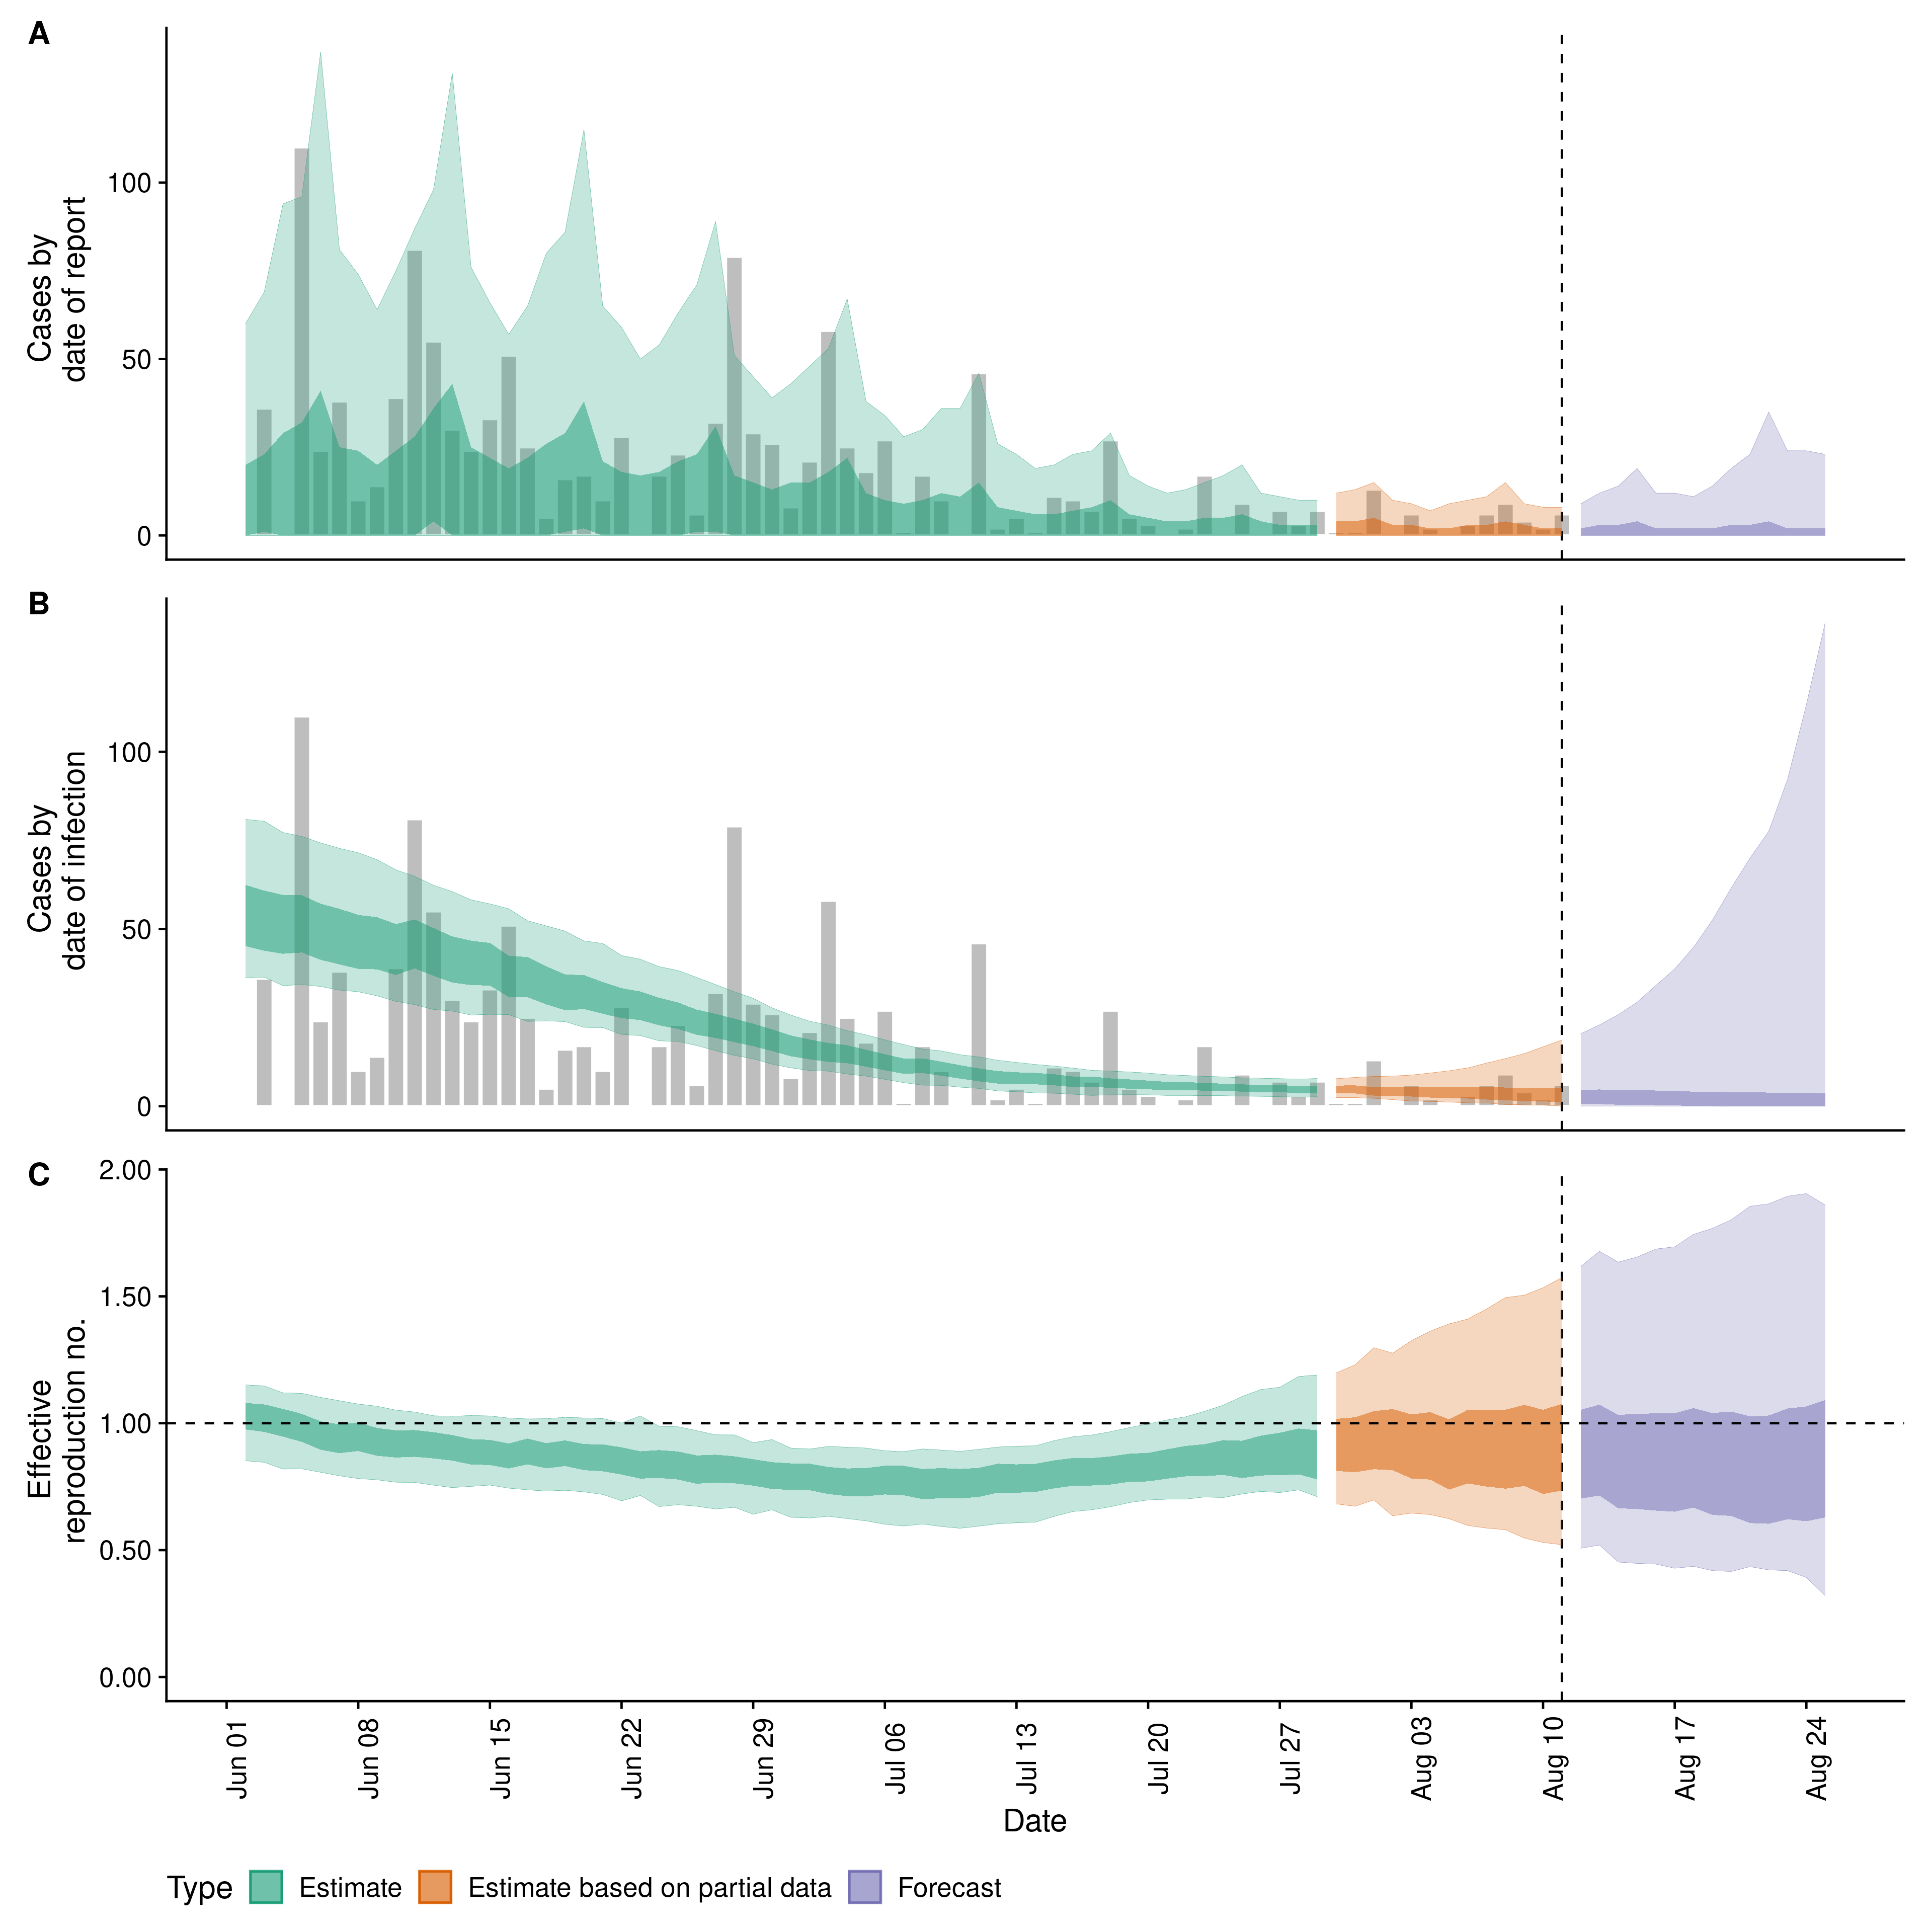 A
Cases by
date of report
100
50
0
B
Cases by
date of infection
100
50
0
C
Effective
reproduction no.
2.00
1.50
1.00
0.50
0.00
Jun 01
Jun 08
Jun 15
Jun 22
Jun 29
Jul 06
Jul 13
Jul 20
Jul 27
Aug 03
Aug 10
Aug 17
Aug 24
Date
Type Estimate Estimate based on partial data Forecast